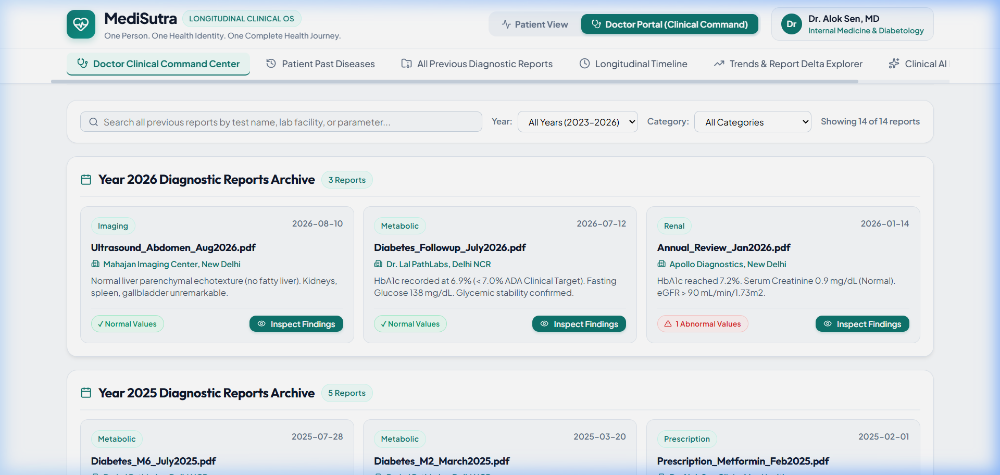 MediSutra
LONGITUDINAL CLINICAL OS
One Person. One Health Identity. One Complete Health Journey.
Patient View
Doctor Portal (Clinical Command)
Dr
Dr. Alok Sen, MD
Internal Medicine & Diabetology
Doctor Clinical Command Center
Patient Past Diseases
All Previous Diagnostic Reports
Longitudinal Timeline
Trends & Report Delta Explorer
Clinical AI
Search all previous reports by test name, lab facility, or parameter...
Year:
All Years (2023-2026)
Category:
All Categories
Showing 14 of 14 reports
Year 2026 Diagnostic Reports Archive
3 Reports
Imaging
2026-08-10
Ultrasound_Abdomen_Aug2026.pdf
Mahajan Imaging Center, New Delhi
Normal liver parenchymal echotexture (no fatty liver). Kidneys,
spleen, gallbladder unremarkable.
✓ Normal Values
Inspect Findings
Metabolic
2026-07-12
Diabetes_Followup_July2026.pdf
Dr. Lal PathLabs, Delhi NCR
HbA1c recorded at 6.9% (< 7.0% ADA Clinical Target). Fasting
Glucose 138 mg/dL. Glycemic stability confirmed.
✓ Normal Values
Inspect Findings
Renal
2026-01-14
Annual_Review_Jan2026.pdf
Apollo Diagnostics, New Delhi
HbA1c reached 7.2%. Serum Creatinine 0.9 mg/dL (Normal).
eGFR > 90 mL/min/1.73m2.
1 Abnormal Values
Inspect Findings
Year 2025 Diagnostic Reports Archive
5 Reports
Metabolic
2025-07-28
Diabetes_M6_July2025.pdf
Metabolic
2025-03-20
Diabetes_M2_March2025.pdf
Prescription
2025-02-01
Prescription_Metformin_Feb2025.pdf